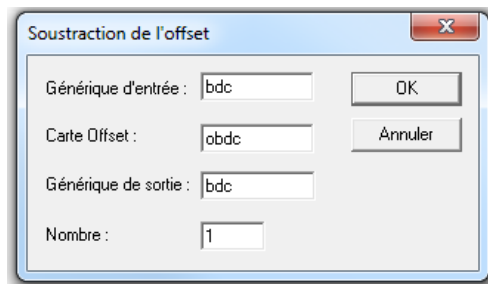 Soustraction de l'offset
Générique d'entrée : bdc OK
Carte Offset : obdc Annuler
Générique de sortie : bdc
Nombre : 1